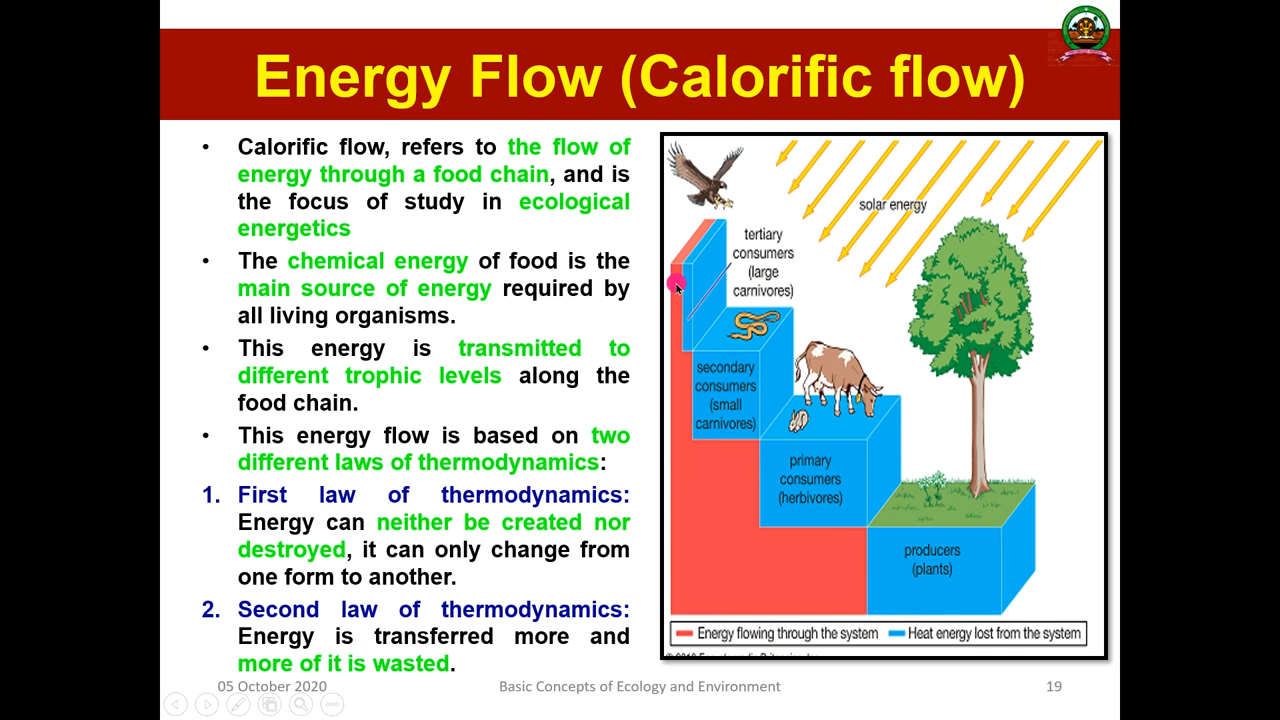 Energy Flow (Calorific flow)
• Calorific flow, refers to the flow of
energy through a food chain, and is
the focus of study in ecological
energetics
• The chemical energy of food is the
main source of energy required by
all living organisms.
• This energy is transmitted to
different trophic levels along the
food chain.
• This energy flow is based on two
different laws of thermodynamics:
1. First law of thermodynamics:
Energy can neither be created nor
destroyed, it can only change from
one form to another.
2. Second law of thermodynamics:
Energy is transferred more and
more of it is wasted.
solar energy
tertiary
consumers
(large
carnivores)
secondary
consumers
(small
carnivores)
primary
consumers
(herbivores)
producers
(plants)
Energy flowing through the system
Heat energy lost from the system
05 October 2020
Basic Concepts of Ecology and Environment
19